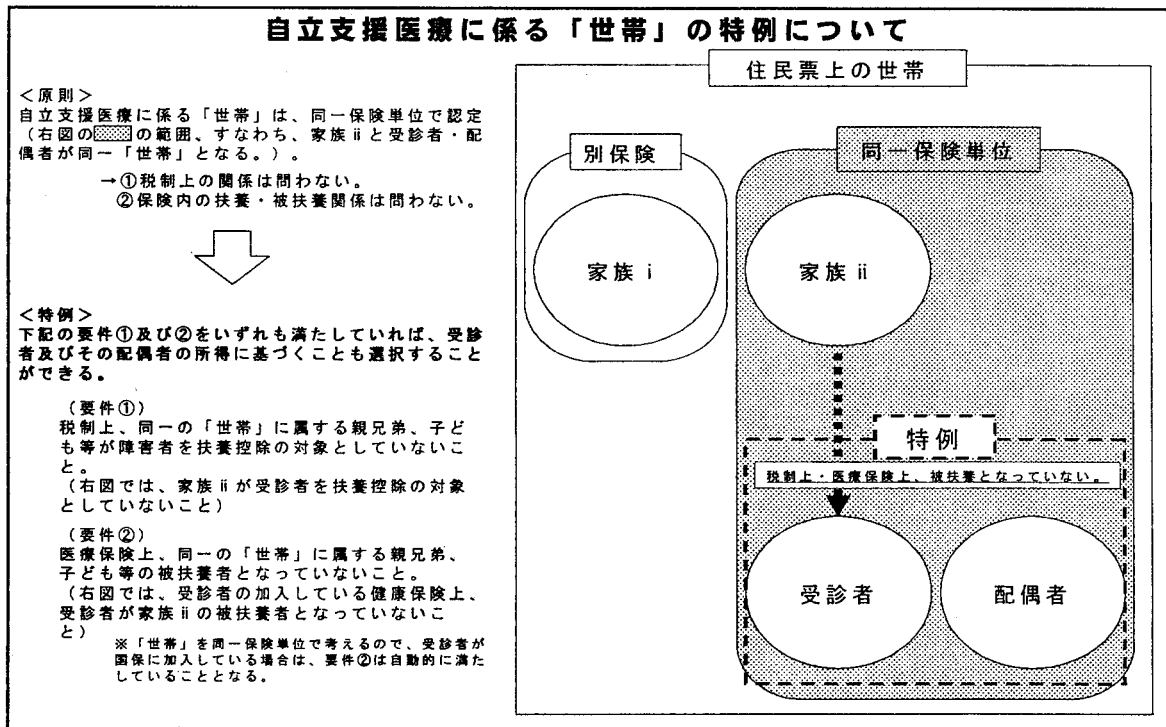 自立支援医療に係る「世帯」の特例について
＜原則＞
自立支援医療に係る「世帯」は、同一保険単位で認定
（右図の　　の範囲、すなわち、家族ⅱと受診者・配
偶者が同一「世帯」となる。）。
→①税制上の関係は問わない。
②保険内の扶養・被扶養関係は問わない。
＜特例＞
下記の要件①及び②をいずれも満たしていれば、受診
者及びその配偶者の所得に基づくことも選択すること
ができる。
（要件①）
税制上、同一の「世帯」に属する親兄弟、子ど
も等が障害者を扶養控除の対象としていないこ
と。
（右図では、家族ⅱが受診者を扶養控除の対象
としていないこと）
（要件②）
医療保険上、同一の「世帯」に属する親兄弟、
子ども等の被扶養者となっていないこと。
（右図では、受診者の加入している健康保険上、
受診者が家族ⅱの被扶養者となっていないこ
と）
※「世帯」を同一保険単位で考えるので、受診者が
国保に加入している場合は、要件②は自動的に満た
していることとなる。
住民票上の世帯
別保険
同一保険単位
家族ⅰ
家族ⅱ
特例
税制上・医療保険上、被扶養となっていない。
受診者
配偶者